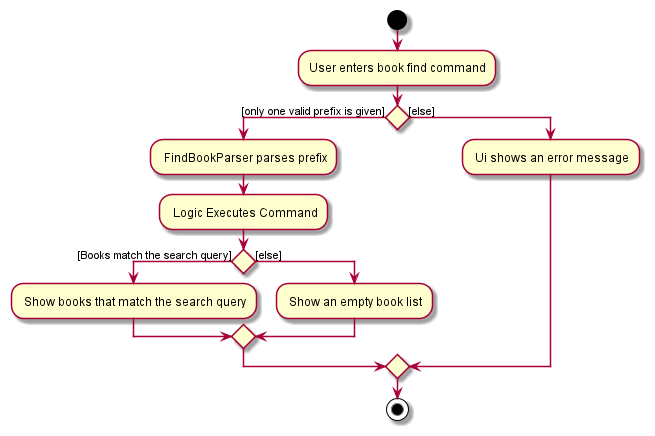 User enters book find command
[only one valid prefix is given]
[else]
FindBookParser parses prefix
Ui shows an error message
Logic Executes Command
[Books match the search query]
[else]
Show books that match the search query
Show an empty book list